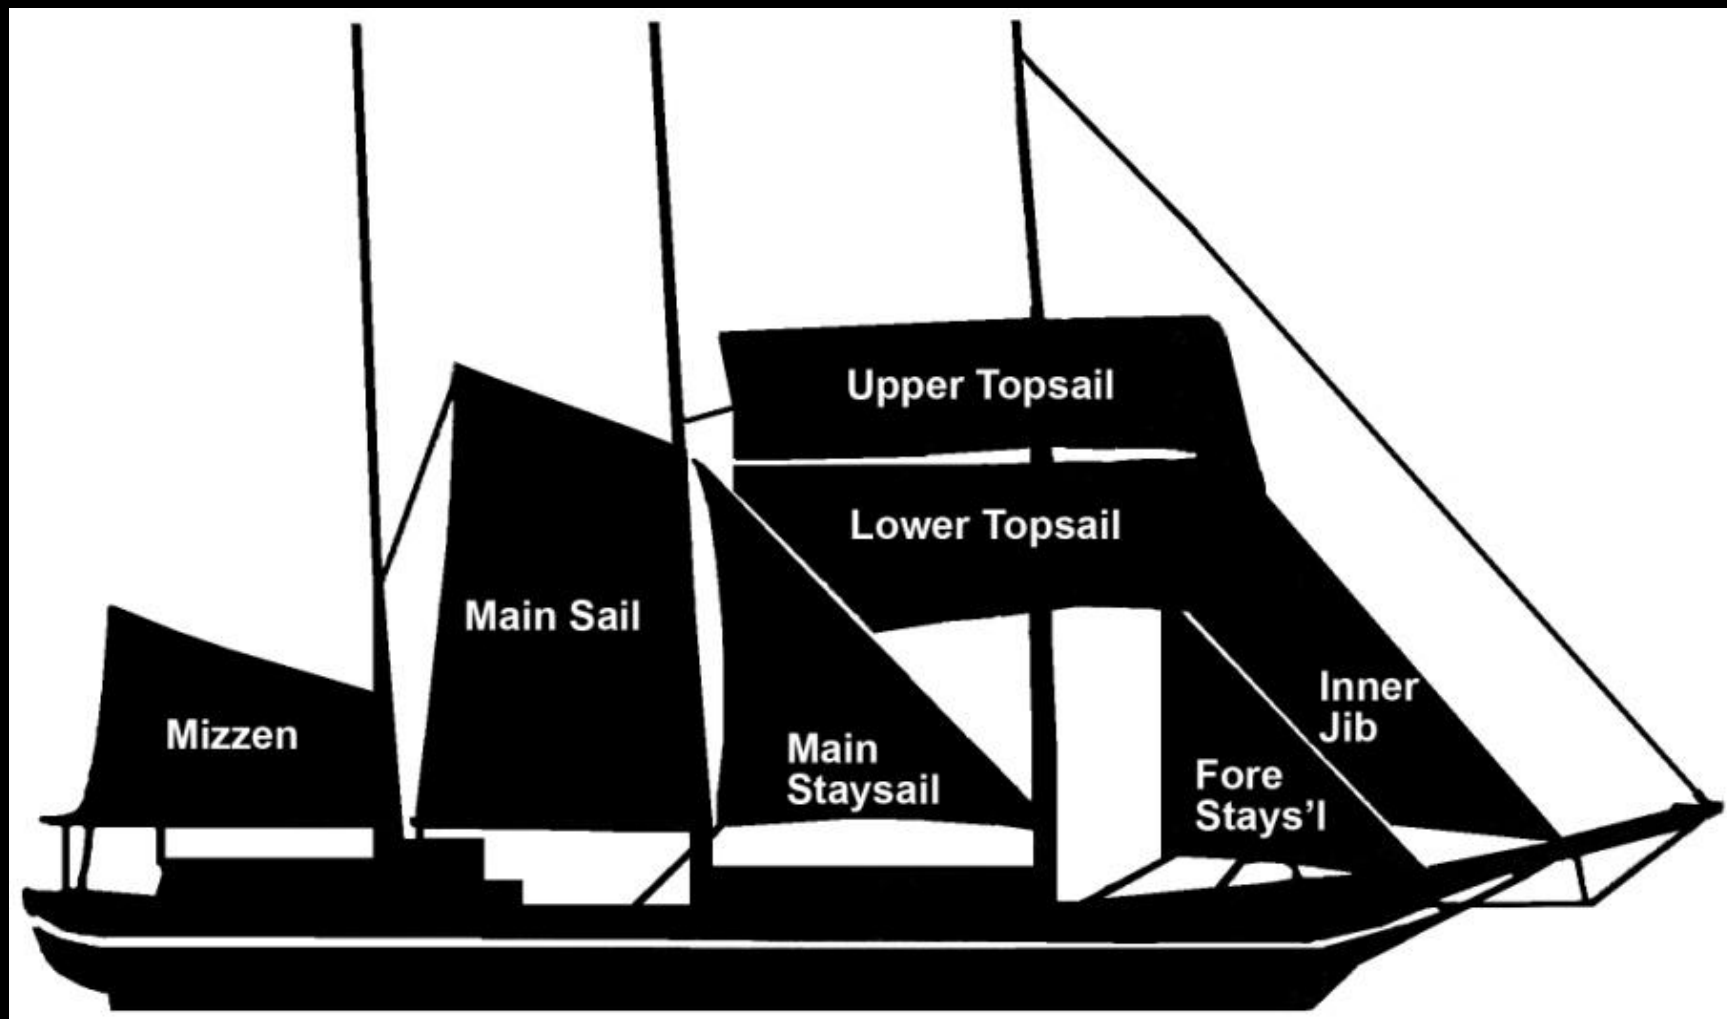 Upper Topsail
Lower Topsail
Main Sail
Inner
Jib
Mizzen
Main
Staysail
Fore
Stays'l